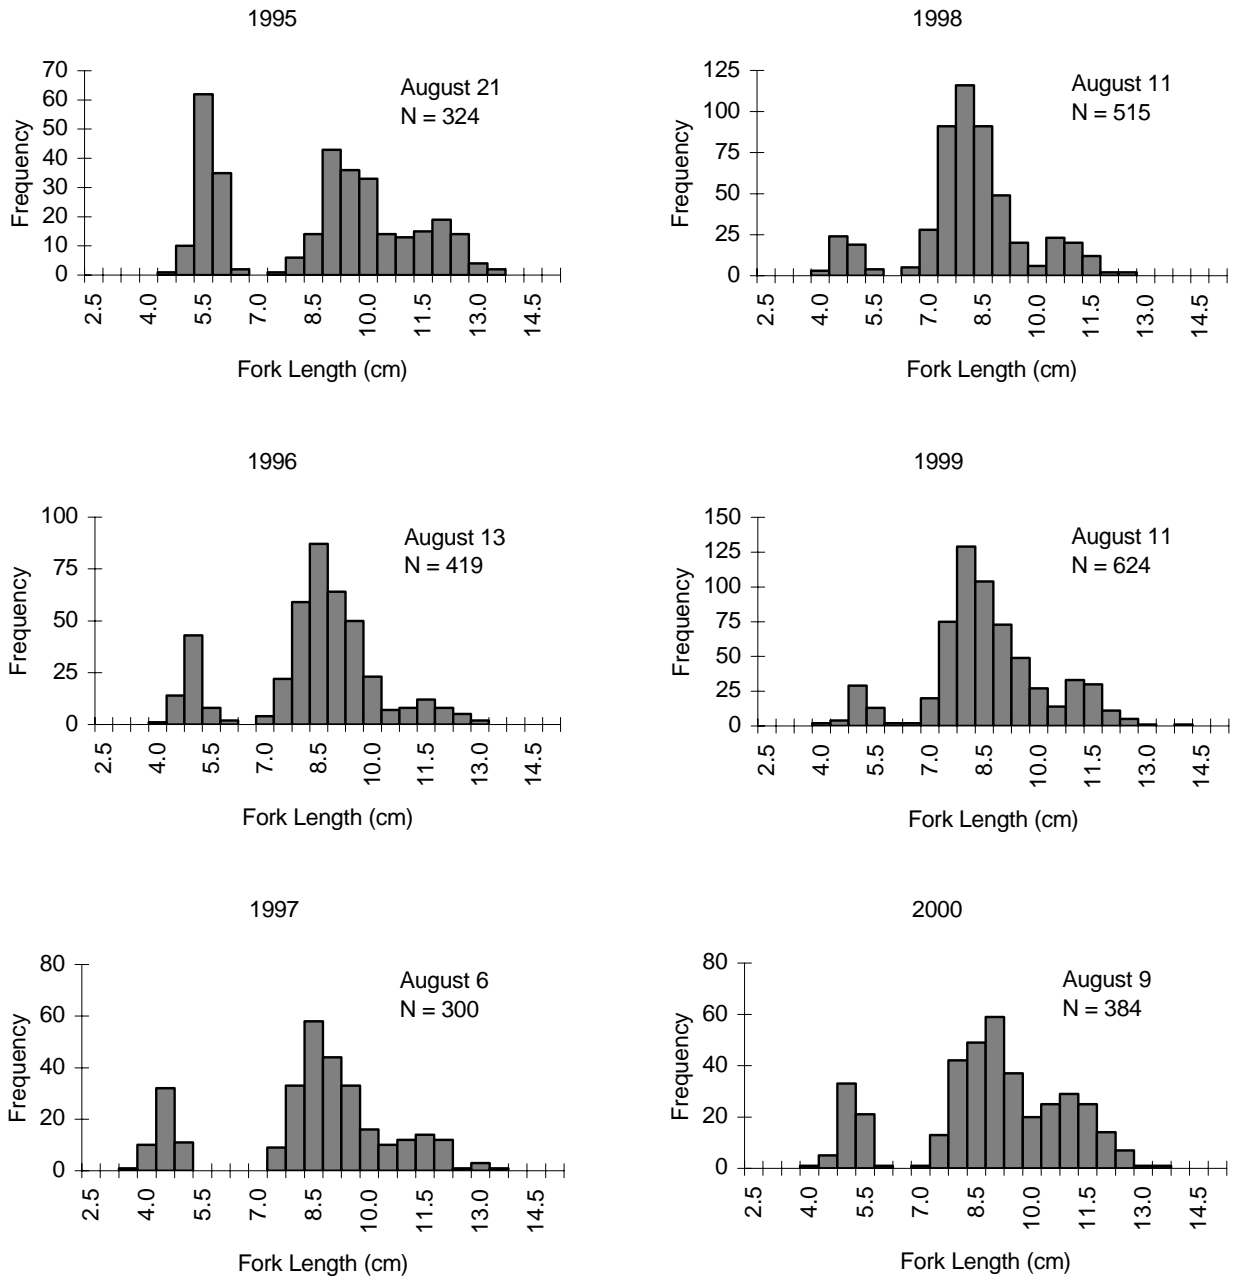 1995
August 21
N = 324
70
60
50
40
30
20
10
0
Frequency
2.5 4.0 5.5 7.0 8.5 10.0 11.5 13.0 14.5
Fork Length (cm)
1998
August 11
N = 515
125
100
75
50
25
0
Frequency
2.5 4.0 5.5 7.0 8.5 10.0 11.5 13.0 14.5
Fork Length (cm)
1996
August 13
N = 419
100
75
50
25
0
Frequency
2.5 4.0 5.5 7.0 8.5 10.0 11.5 13.0 14.5
Fork Length (cm)
1999
August 11
N = 624
150
125
100
75
50
25
0
Frequency
2.5 4.0 5.5 7.0 8.5 10.0 11.5 13.0 14.5
Fork Length (cm)
1997
August 6
N = 300
80
60
40
20
0
Frequency
2.5 4.0 5.5 7.0 8.5 10.0 11.5 13.0 14.5
Fork Length (cm)
2000
August 9
N = 384
80
60
40
20
0
Frequency
2.5 4.0 5.5 7.0 8.5 10.0 11.5 13.0 14.5
Fork Length (cm)